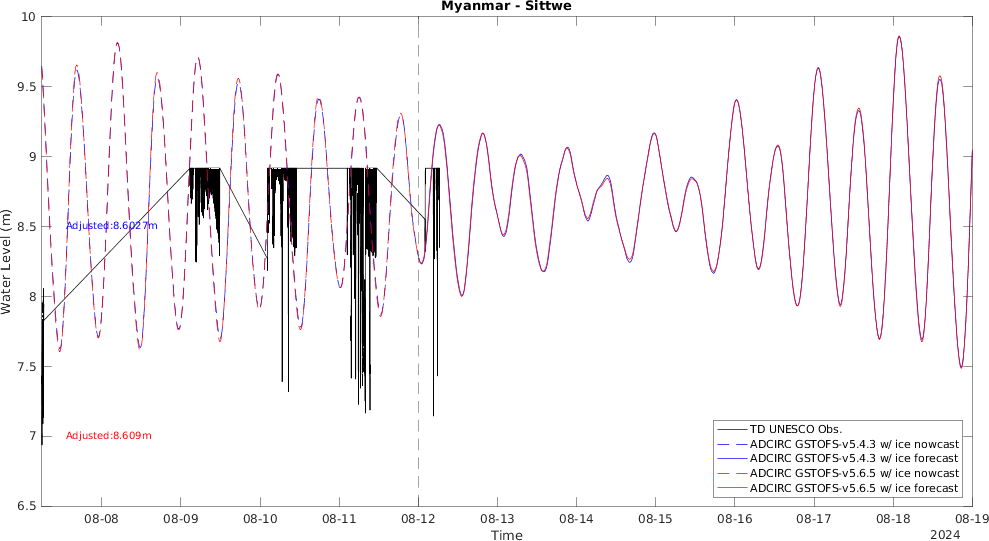 Myanmar - Sittwe
10
9.5
9
8.5
8
7.5
7
6.5
Water Level (m)
Adjusted:8.6027m
Adjusted:8.609m
TD UNESCO Obs.
ADCIRC GSTOFS-v5.4.3 w/ ice nowcast
ADCIRC GSTOFS-v5.4.3 w/ ice forecast
ADCIRC GSTOFS-v5.6.5 w/ ice nowcast
ADCIRC GSTOFS-v5.6.5 w/ ice forecast
08-08 08-09 08-10 08-11 08-12 08-13 08-14 08-15 08-16 08-17 08-18 08-19
Time
2024